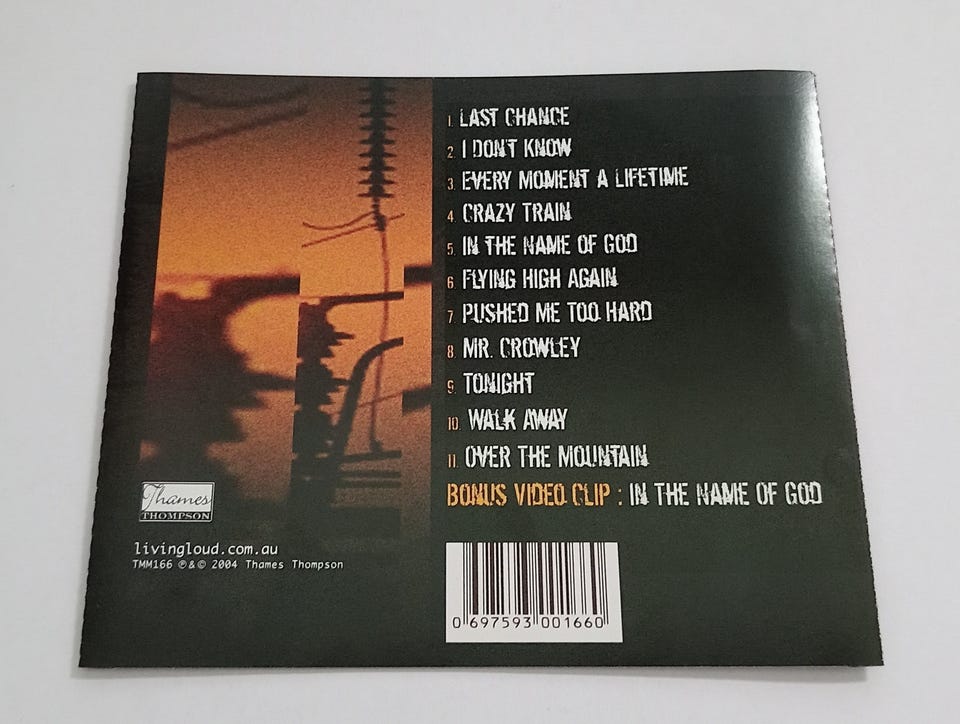 1. LAST CHANCE
2. I DON'T KNOW
3. EVERY MOMENT A LIFETIME
4. CRAZY TRAIN
5. IN THE NAME OF GOD
6. FLYING HIGH AGAIN
7. PUSHED ME TOO HARD
8. MR. CROWLEY
9. TONIGHT
10. WALK AWAY
11. OVER THE MOUNTAIN
BONUS VIDEO CLIP : IN THE NAME OF GOD
Thames
THOMPSON
livingloud.com.au
TMM166 ℗&© 2004 Thames Thompson
0 697593 001660